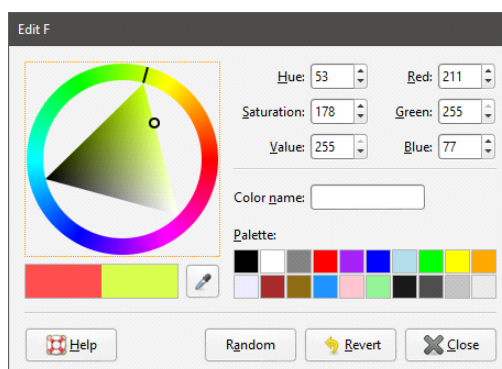 Edit F
Hue: 53 Red: 211
Saturation: 178 Green: 255
Value: 255 Blue: 77
Color name:
Palette:
Help Random Revert Close